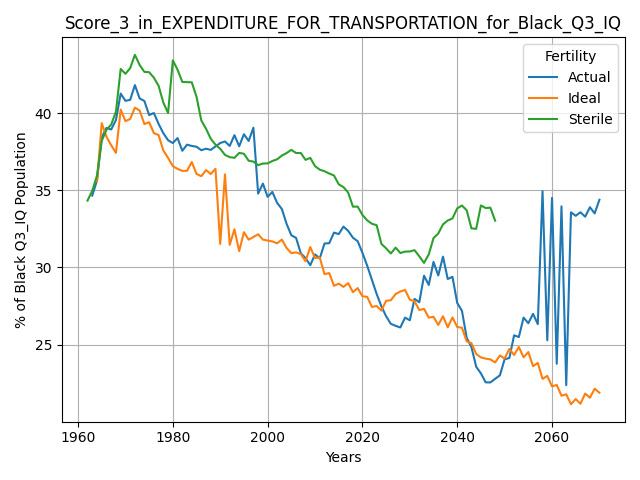 Score_3_in_EXPENDITURE_FOR_TRANSPORTATION_for_Black_Q3_IQ
% of Black Q3_IQ Population
40
35
30
25
Fertility
Actual
Ideal
Sterile
1960 1980 2000 2020 2040 2060
Years